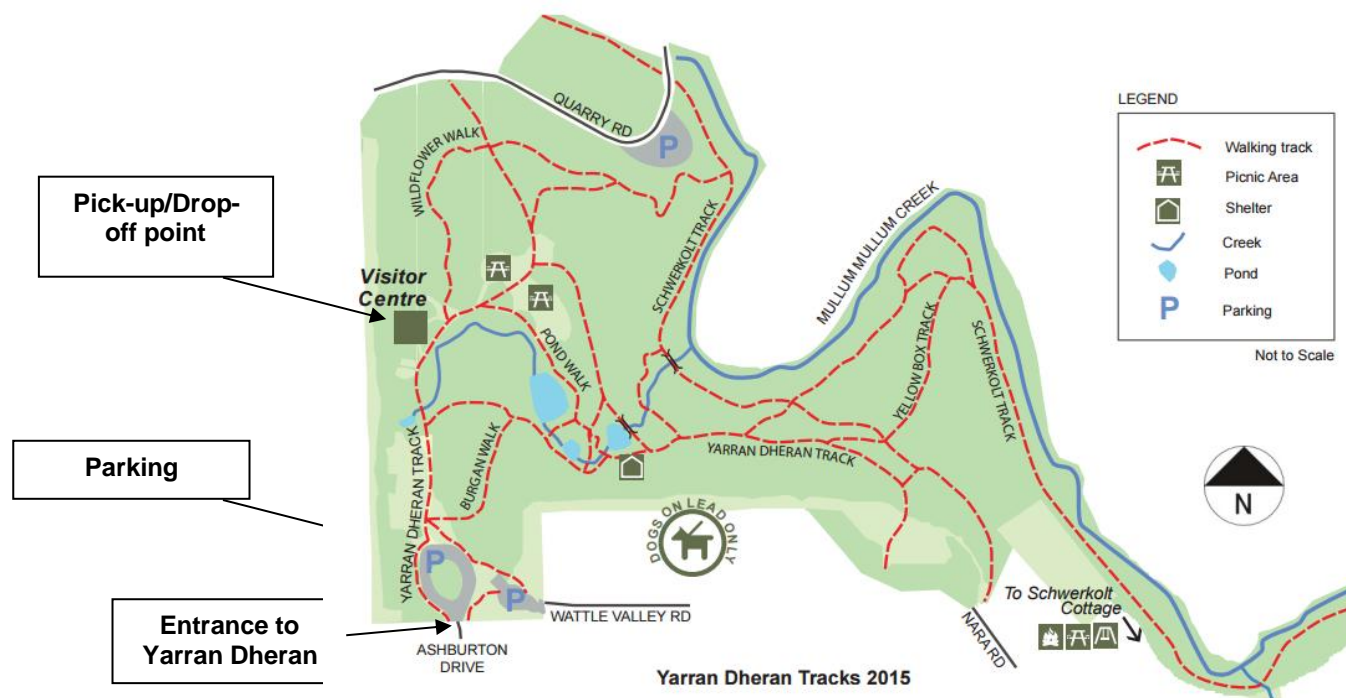 Pick-up/Drop-
off point
Parking
Entrance to
Yarran Dheran
QUARRY RD
P
WILDFLOWER WALK
Visitor
Centre
SCHWERKOLT TRACK
MULLUM MULLUM CREEK
POND WALK
YELLOW BOX TRACK
SCHWERKOLT TRACK
YARRAN DHERAN TRACK
BURGAN WALK
YARRAN DHERAN TRACK
DOGS ON LEAD ONLY
P
P
WATTLE VALLEY RD
ASHBURTON
DRIVE
NARA RD
To Schwerkolt
Cottage
Yarran Dheran Tracks 2015
LEGEND
Walking track
Picnic Area
Shelter
Creek
Pond
P Parking
Not to Scale
N